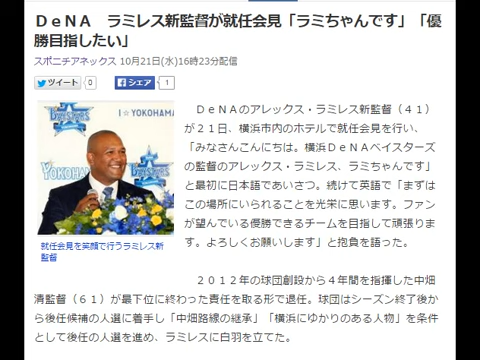 ＤｅＮＡ　ラミレス新監督が就任会見「ラミちゃんです」「優
勝目指したい」
スポニチアネックス 10月21日(水)16時23分配信
ツイート 0 シェア 1
I☆YOKOHAMA
BAYSTARS
YOKOHAMA
就任会見を笑顔で行うラミレス新
監督
　ＤｅＮＡのアレックス・ラミレス新監督（４１）
が２１日、横浜市内のホテルで就任会見を行い、
「みなさんこんにちは。横浜ＤｅＮＡベイスターズ
の監督のアレックス・ラミレス、ラミちゃんです」
と最初に日本語であいさつ。続けて英語で「まずは
この場所にいられることを光栄に思います。ファン
が望んでいる優勝できるチームを目指して頑張りま
す。よろしくお願いします」と抱負を語った。
　２０１２年の球団創設から４年間を指揮した中畑
清監督（６１）が最下位に終わった責任を取る形で退任。球団はシーズン終了後か
ら後任候補の人選に着手し「中畑路線の継承」「横浜にゆかりのある人物」を条件
として後任の人選を進め、ラミレスに白羽を立てた。